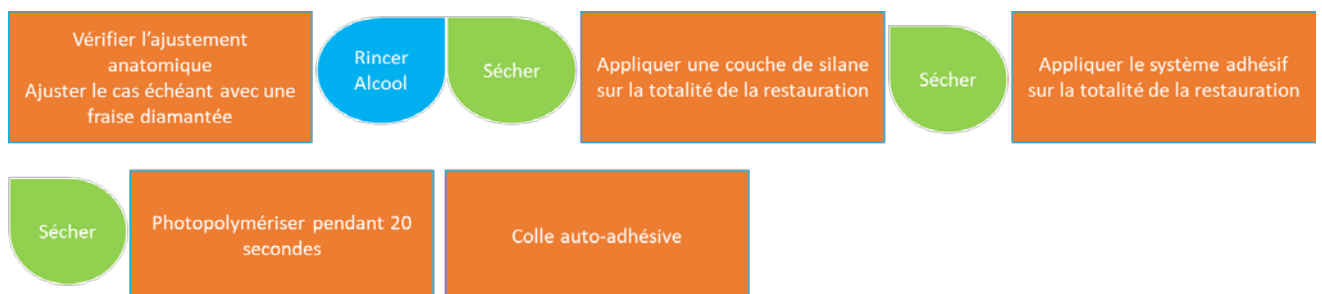 Vérifier l’ajustement
anatomique
Ajuster le cas échéant avec une
fraise diamantée
Rincer
Alcool
Sécher
Appliquer une couche de silane
sur la totalité de la restauration
Sécher
Appliquer le système adhésif
sur la totalité de la restauration
Sécher
Photopolymériser pendant 20
secondes
Colle auto-adhésive